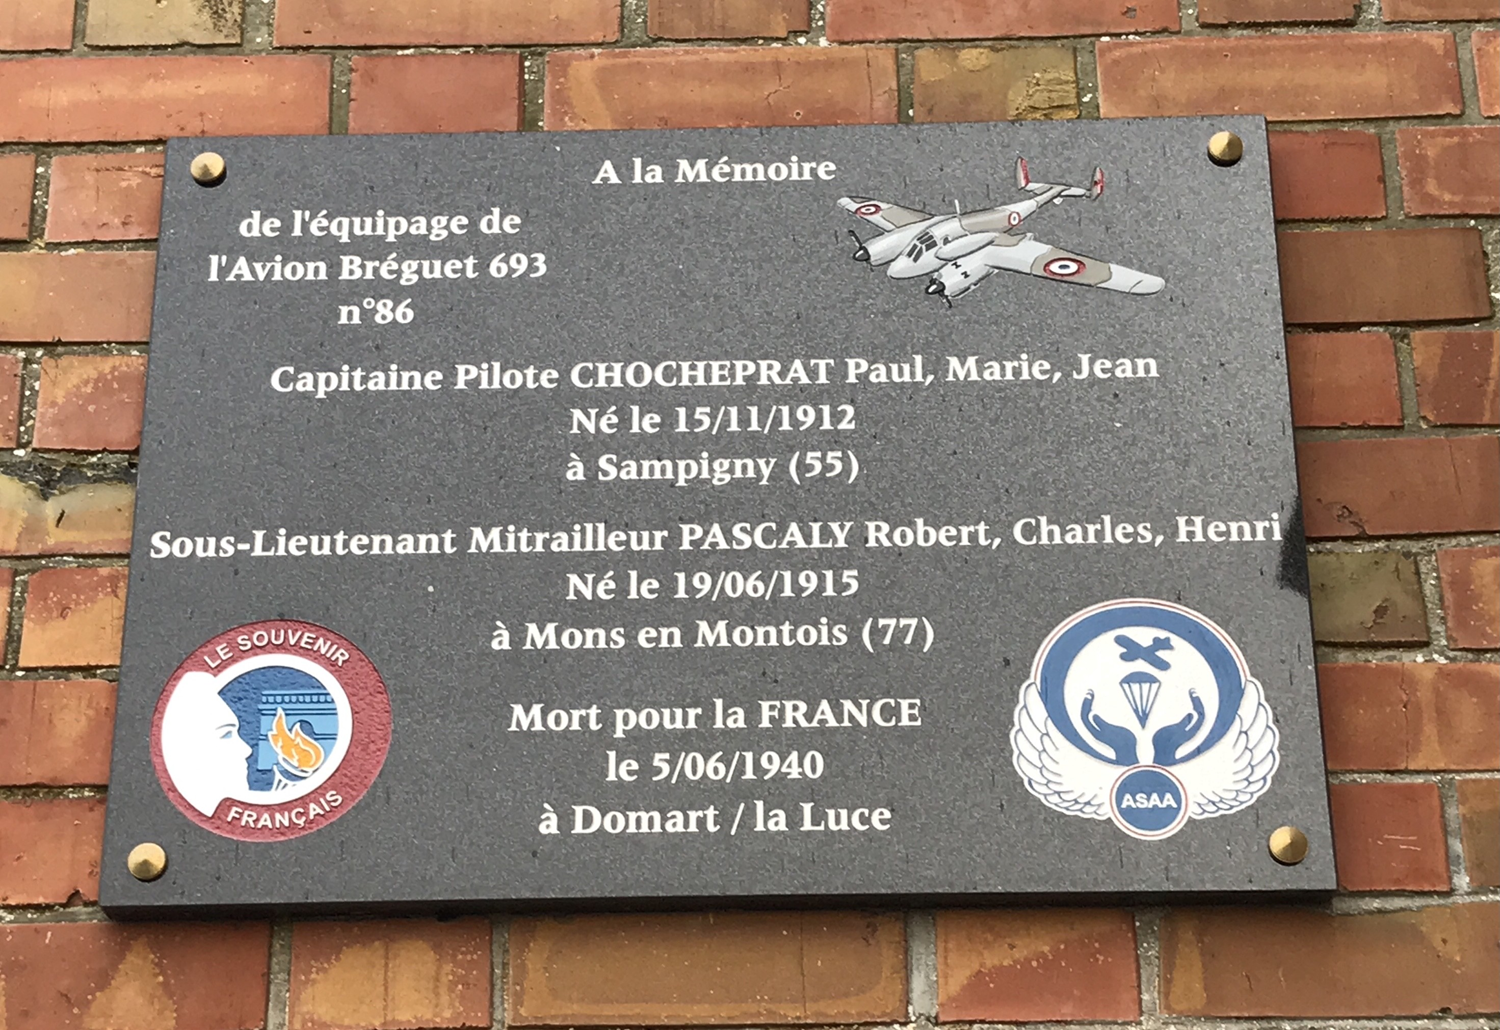 A la Mémoire
de l'équipage de
l'Avion Bréguet 693
n°86
Capitaine Pilote CHOCHEPRAT Paul, Marie, Jean
Né le 15/11/1912
à Sampigny (55)
Sous-Lieutenant Mitrailleur PASCALY Robert, Charles, Henri
Né le 19/06/1915
à Mons en Montois (77)
Mort pour la FRANCE
le 5/06/1940
à Domart / la Luce
LE SOUVENIR
FRANÇAIS
ASAA